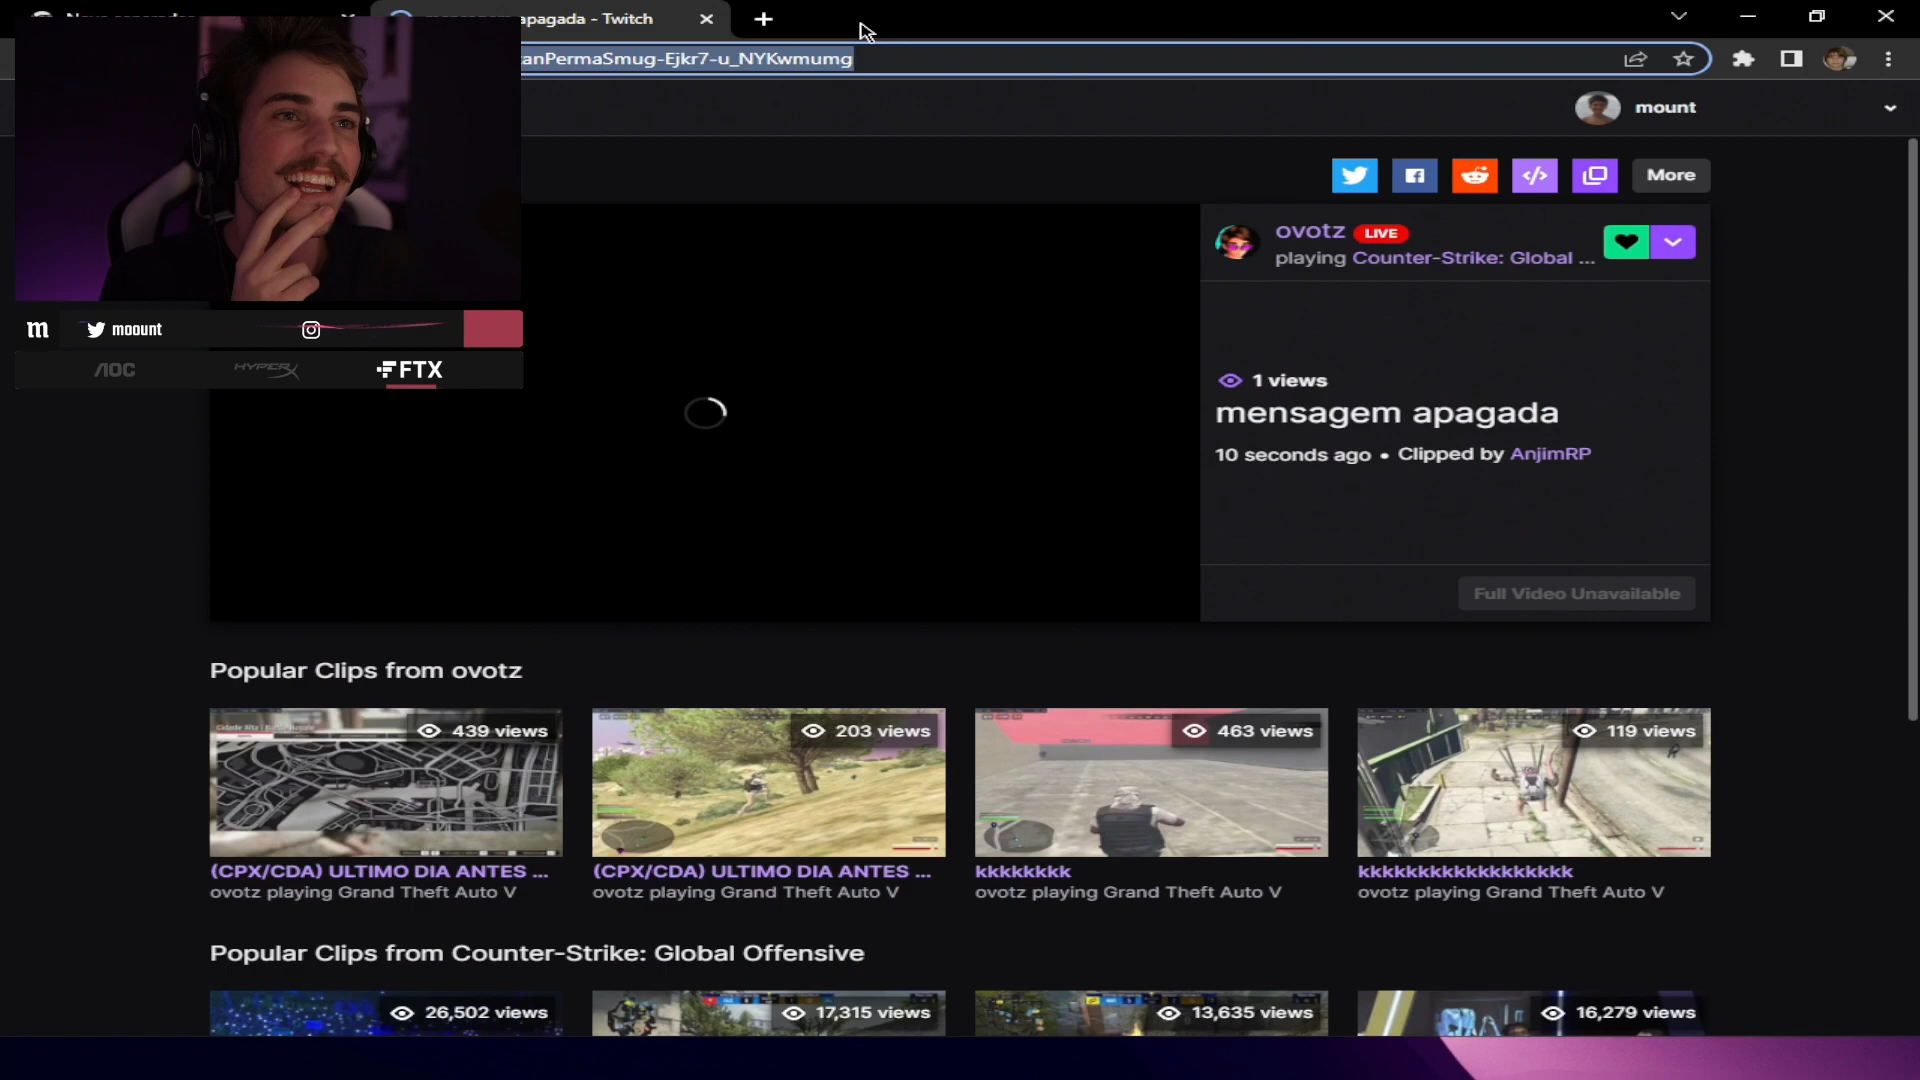 apagada - Twitch
anPermaSmug-Ejkr7-u_NYKwmumg
mount
More
ovotz LIVE
playing Counter-Strike: Global ...
m moount
AOC HYPERX FTX
1 views
mensagem apagada
10 seconds ago • Clipped by AnjimRP
Full Video Unavailable
Popular Clips from ovotz
439 views
203 views
463 views
119 views
(CPX/CDA) ULTIMO DIA ANTES ...
ovotz playing Grand Theft Auto V
(CPX/CDA) ULTIMO DIA ANTES ...
ovotz playing Grand Theft Auto V
kkkkkkkk
ovotz playing Grand Theft Auto V
kkkkkkkkkkkkkkkkkk
ovotz playing Grand Theft Auto V
Popular Clips from Counter-Strike: Global Offensive
26,502 views
17,315 views
13,635 views
16,279 views